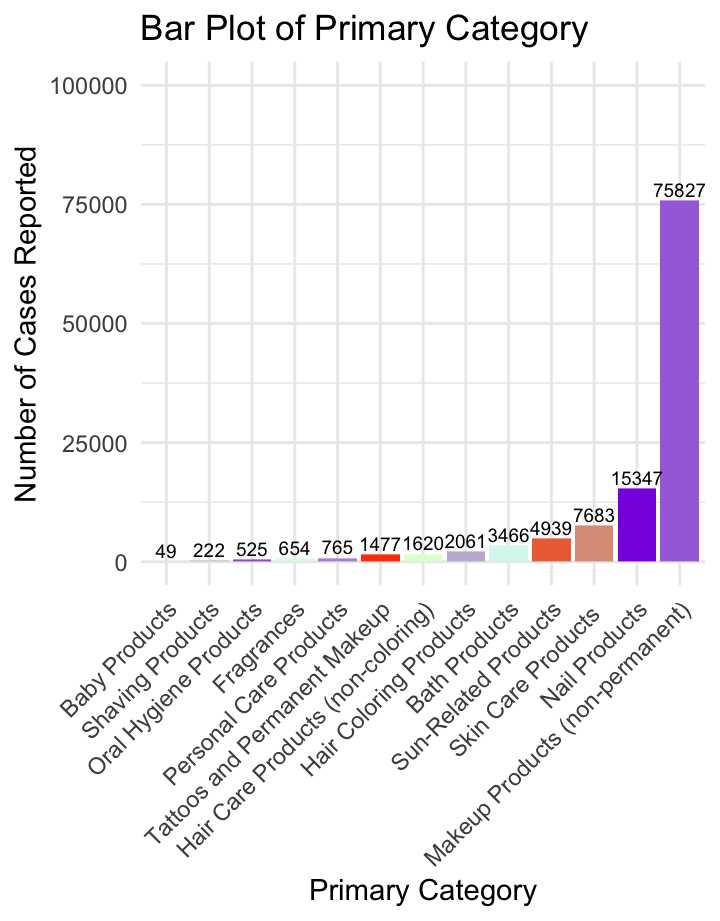 Bar Plot of Primary Category
Number of Cases Reported
100000
75000
50000
25000
0
49
222
525
654
765
1477
1620
2061
3466
4939
7683
15347
75827
Baby Products
Shaving Products
Oral Hygiene Products
Fragrances
Personal Care Products
Tattoos and Permanent Makeup
Hair Care Products (non-coloring)
Hair Coloring Products
Bath Products
Sun-Related Products
Skin Care Products
Nail Products
Makeup Products (non-permanent)
Primary Category